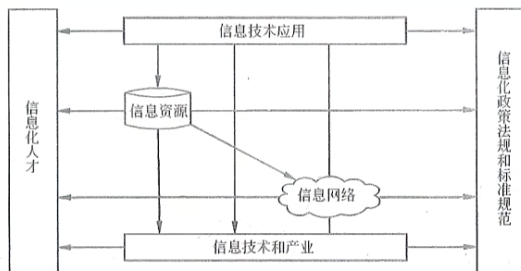 信息技术应用
信息资源
信息化人才
信息网络
信息化政策法规和标准规范
信息技术和产业